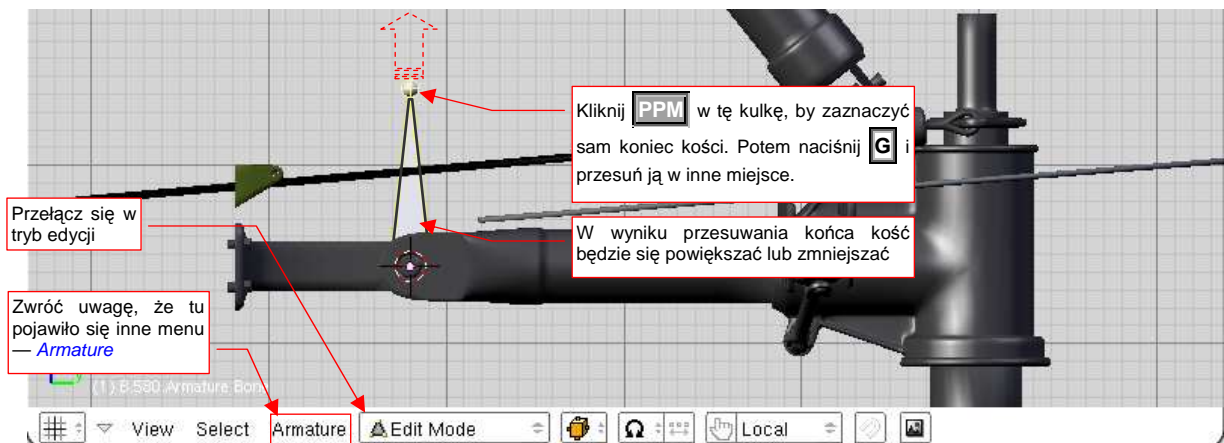 Kliknij PPM w tę kulkę, by zaznaczyć
sam koniec kości. Potem naciśnij G i
przesuń ją w inne miejsce.
Przełącz się w
tryb edycji
W wyniku przesuwania końca kość
będzie się powiększać lub zmniejszać
Zwróć uwagę, że tu
pojawiło się inne menu
— Armature
(1) B.580.Armature Bone
View Select Armature Edit Mode Local